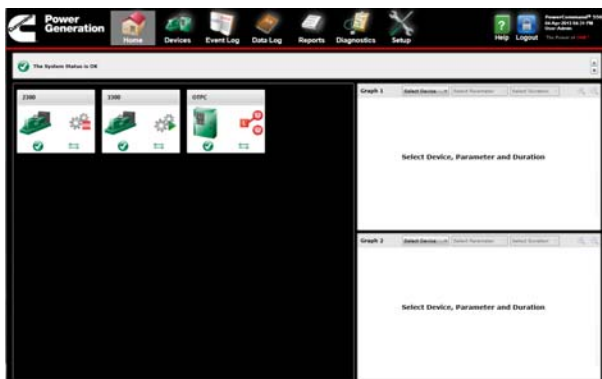 Power
Generation
Home
Devices
Event Log
Data Log
Reports
Diagnostics
Setup
Help
Logout
The System Status is OK
2300
3300
OTPC
Graph 1
Select Device
Select Parameter
Select Duration
Select Device, Parameter and Duration
Graph 2
Select Device
Select Parameter
Select Duration
Select Device, Parameter and Duration